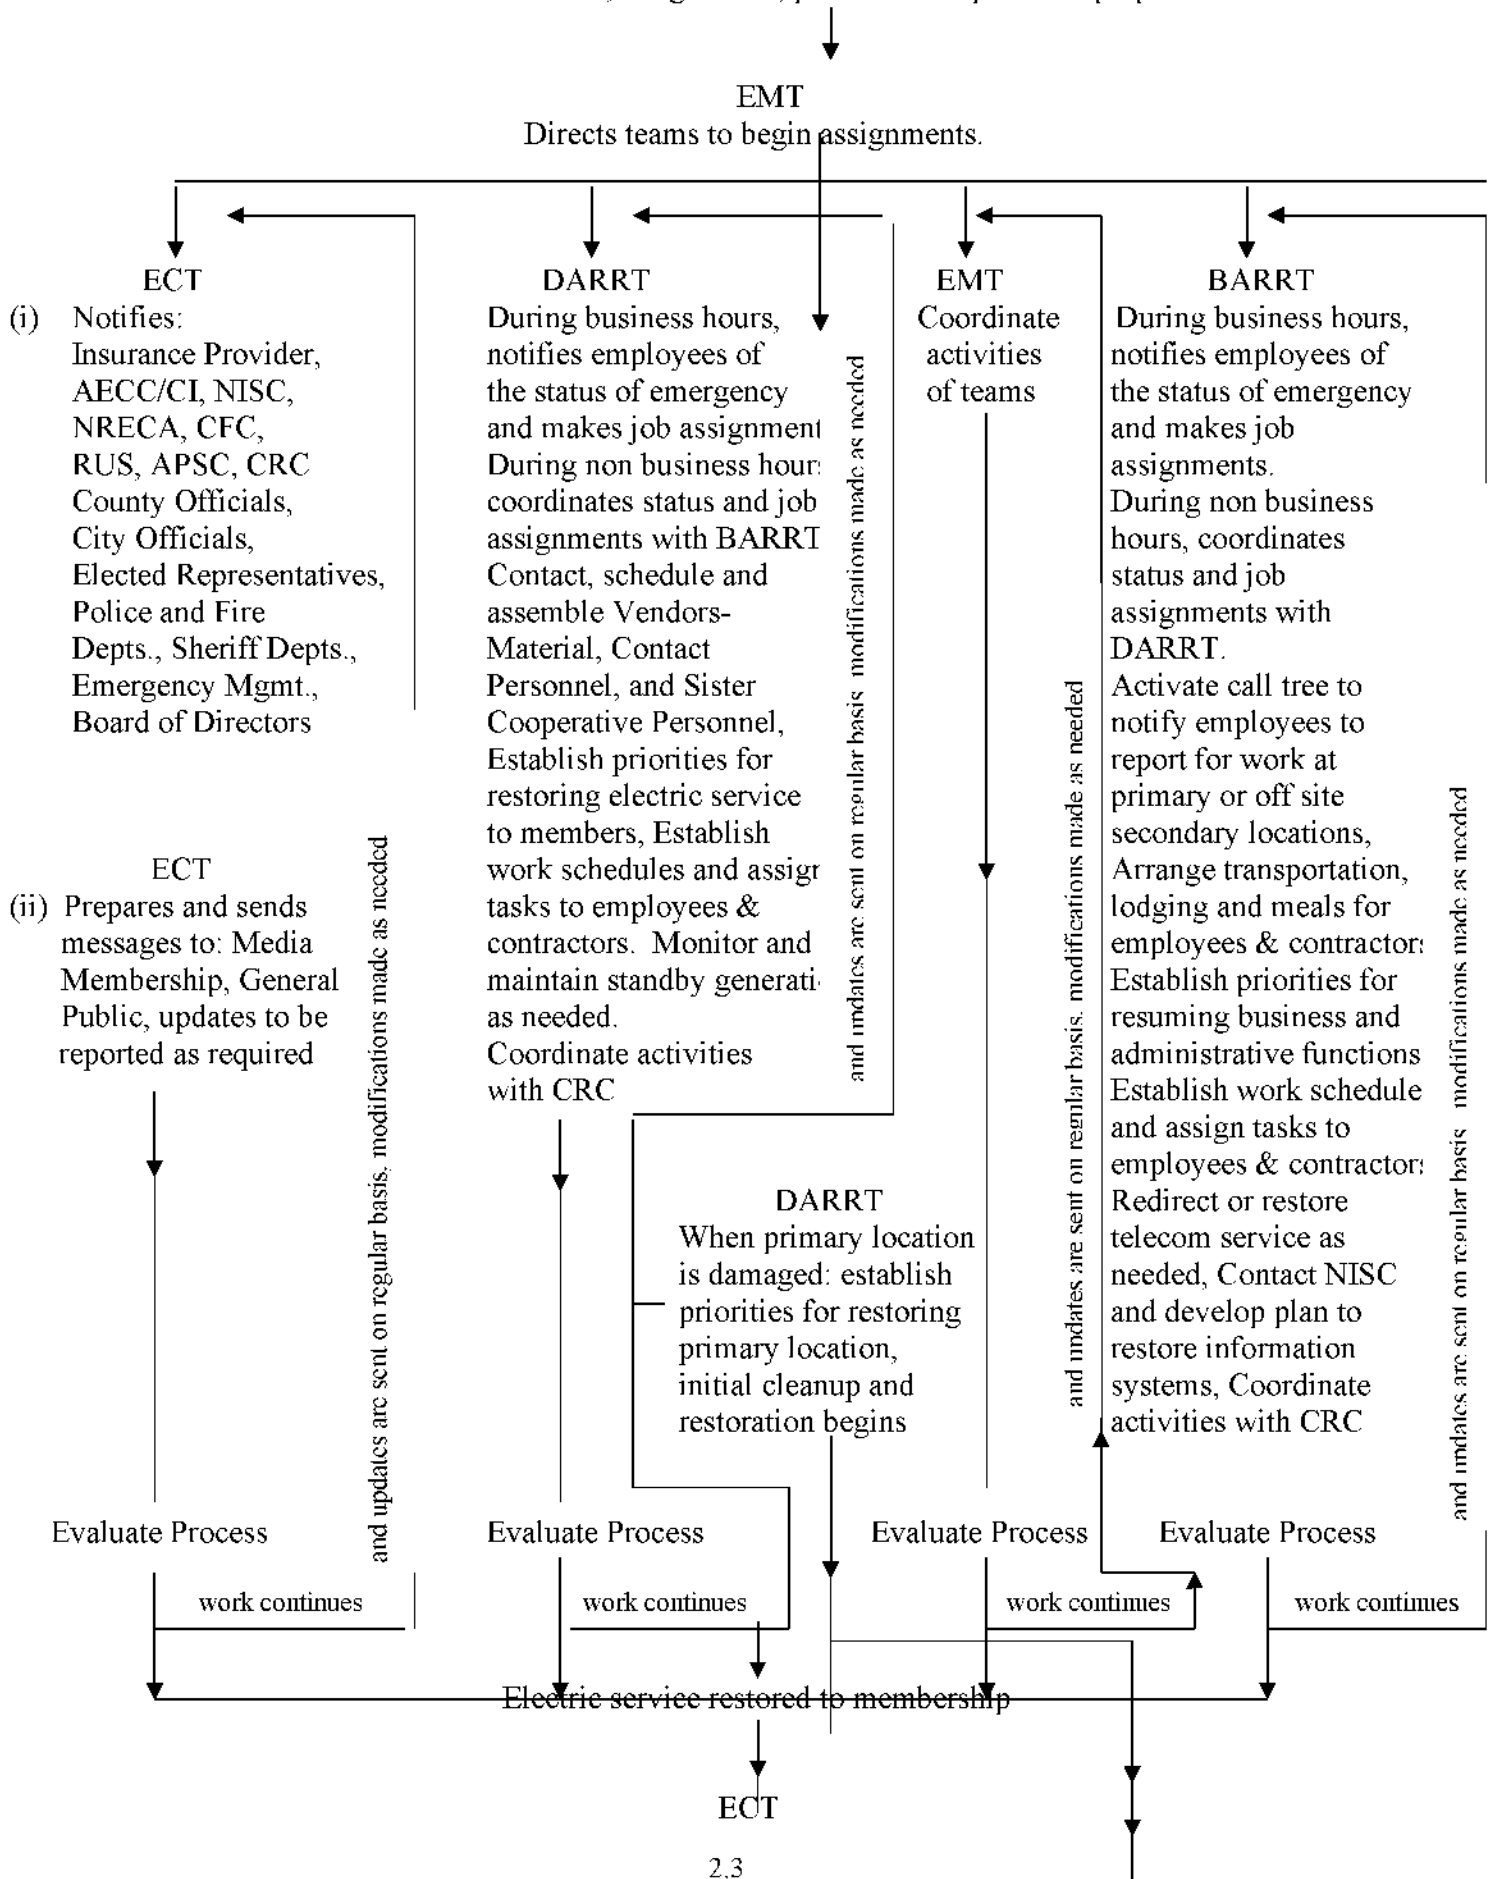 EMT
Directs teams to begin assignments.
ECT
(i) Notifies:
Insurance Provider,
AECC/CI, NISC,
NRECA, CFC,
RUS, APSC, CRC
County Officials,
City Officials,
Elected Representatives,
Police and Fire
Depts., Sheriff Depts.,
Emergency Mgmt.,
Board of Directors
ECT
(ii) Prepares and sends
messages to: Media
Membership, General
Public, updates to be
reported as required
and updates are sent on regular basis, modifications made as needed
Evaluate Process
work continues
DARRT
During business hours,
notifies employees of
the status of emergency
and makes job assignment
During non business hour
coordinates status and job
assignments with BARRT
Contact, schedule and
assemble Vendors-
Material, Contact
Personnel, and Sister
Cooperative Personnel,
Establish priorities for
restoring electric service
to members, Establish
work schedules and assign
tasks to employees &
contractors. Monitor and
maintain standby generati
as needed.
Coordinate activities
with CRC
and updates are sent on regular basis modifications made as needed
DARRT
When primary location
is damaged: establish
priorities for restoring
primary location,
initial cleanup and
restoration begins
Evaluate Process
work continues
EMT
Coordinate
activities
of teams
and updates are sent on regular basis, modifications made as needed
Evaluate Process
work continues
BARRT
During business hours,
notifies employees of
the status of emergency
and makes job
assignments.
During non business
hours, coordinates
status and job
assignments with
DARRT.
Activate call tree to
notify employees to
report for work at
primary or off site
secondary locations,
Arrange transportation,
lodging and meals for
employees & contractors
Establish priorities for
resuming business and
administrative functions
Establish work schedule
and assign tasks to
employees & contractors
Redirect or restore
telecom service as
needed, Contact NISC
and develop plan to
restore information
systems, Coordinate
activities with CRC
and updates are sent on regular basis modifications made as needed
Evaluate Process
work continues
Electric service restored to membership
ECT
2.3